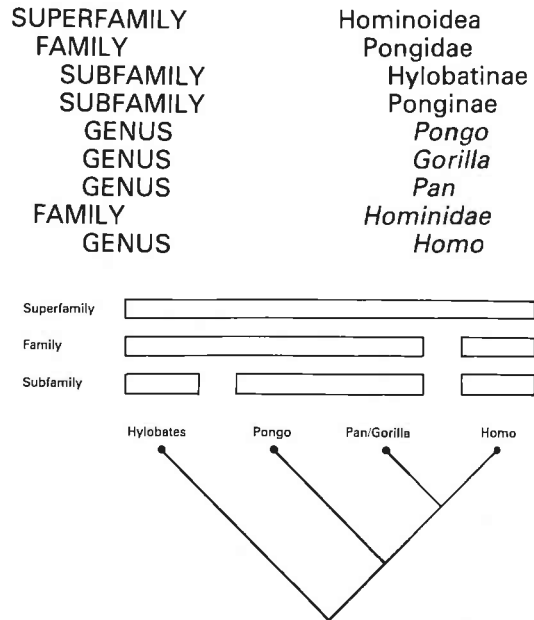 SUPERFAMILY Hominoidea
FAMILY Pongidae
SUBFAMILY Hylobatinae
SUBFAMILY Ponginae
GENUS Pongo
GENUS Gorilla
GENUS Pan
FAMILY Hominidae
GENUS Homo
Superfamily
Family
Subfamily
Hylobates Pongo Pan/Gorilla Homo